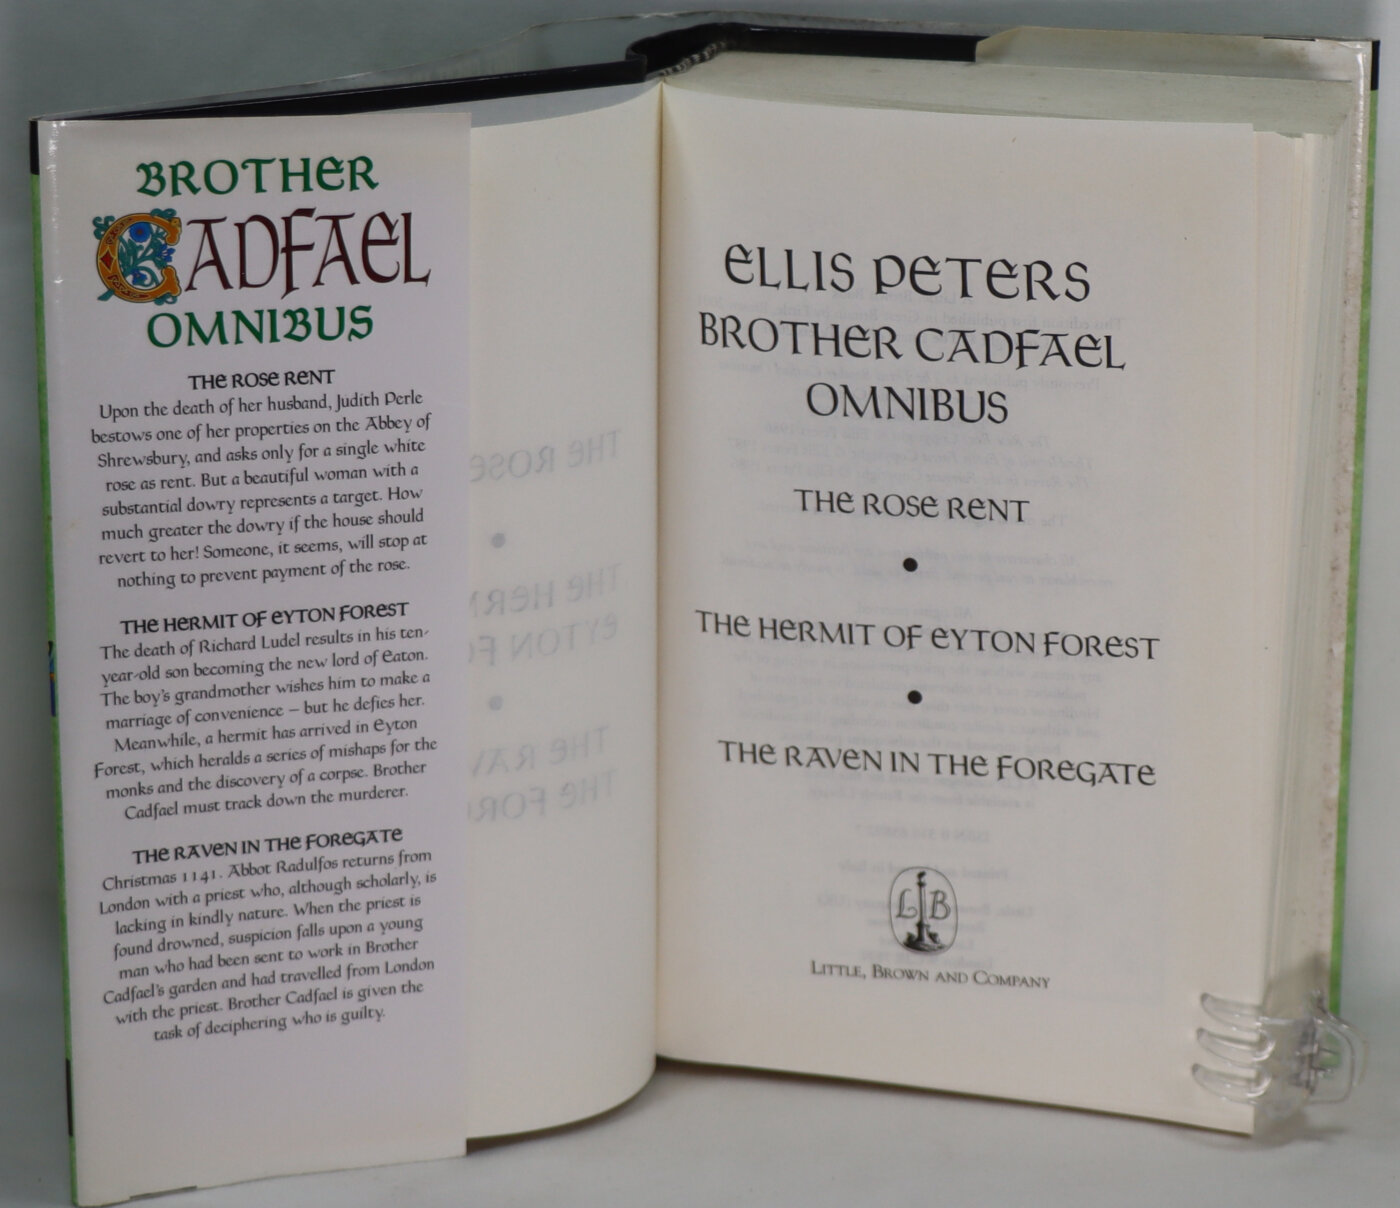 BROTHER
CADFAEL
OMNIBUS
THE ROSE RENT
Upon the death of her husband, Judith Perle
bestows one of her properties on the Abbey of
Shrewsbury, and asks only for a single white
rose as rent. But a beautiful woman with a
substantial dowry represents a target. How
much greater the dowry if the house should
revert to her! Someone, it seems, will stop at
nothing to prevent payment of the rose.
THE HERMIT OF EYTON FOREST
The death of Richard Ludel results in his ten-
year-old son becoming the new lord of Eaton.
The boy's grandmother wishes him to make a
marriage of convenience – but he defies her.
Meanwhile, a hermit has arrived in Eyton
Forest, which heralds a series of mishaps for the
monks and the discovery of a corpse. Brother
Cadfael must track down the murderer.
THE RAVEN IN THE FOREGATE
Christmas 1141. Abbot Radulfos returns from
London with a priest who, although scholarly, is
lacking in kindly nature. When the priest is
found drowned, suspicion falls upon a young
man who had been sent to work in Brother
Cadfael's garden and had travelled from London
with the priest. Brother Cadfael is given the
task of deciphering who is guilty.
ELLIS PETERS
BROTHER CADFAEL
OMNIBUS
THE ROSE RENT
•
THE HERMIT OF EYTON FOREST
•
THE RAVEN IN THE FOREGATE
L B
LITTLE, BROWN AND COMPANY